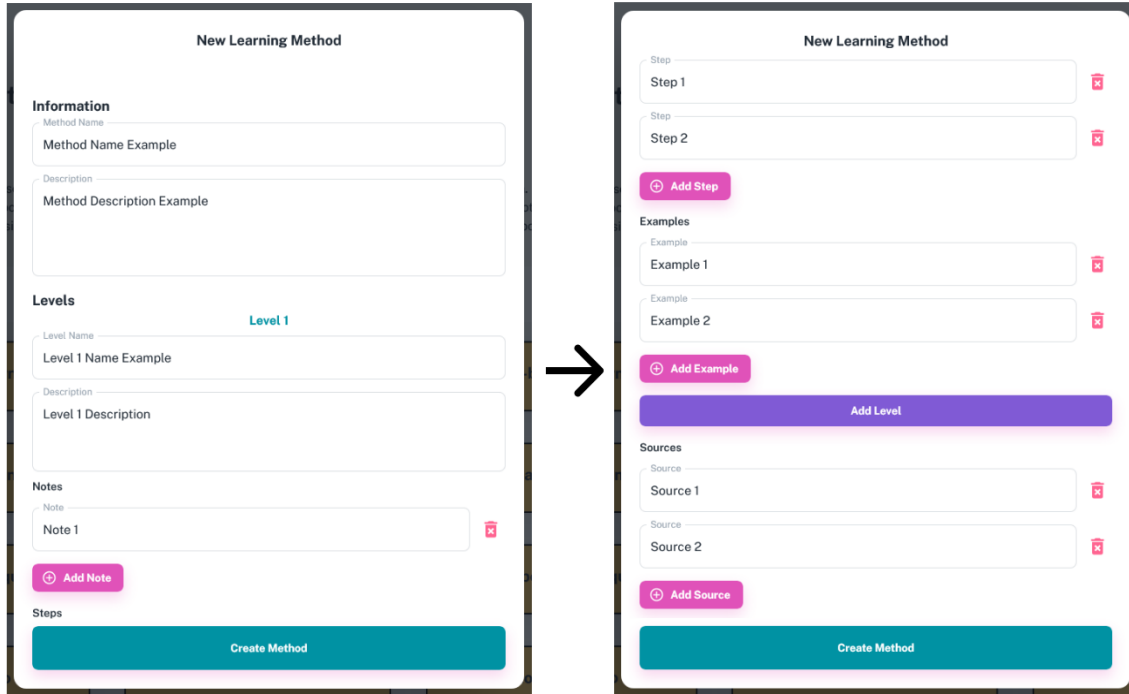 New Learning Method
Information
Method Name
Method Name Example
Description
Method Description Example
Levels
Level 1
Level Name
Level 1 Name Example
Description
Level 1 Description
Notes
Note
Note 1
Add Note
Steps
Create Method
New Learning Method
Step
Step 1
Step
Step 2
Add Step
Examples
Example
Example 1
Example
Example 2
Add Example
Add Level
Sources
Source
Source 1
Source
Source 2
Add Source
Create Method